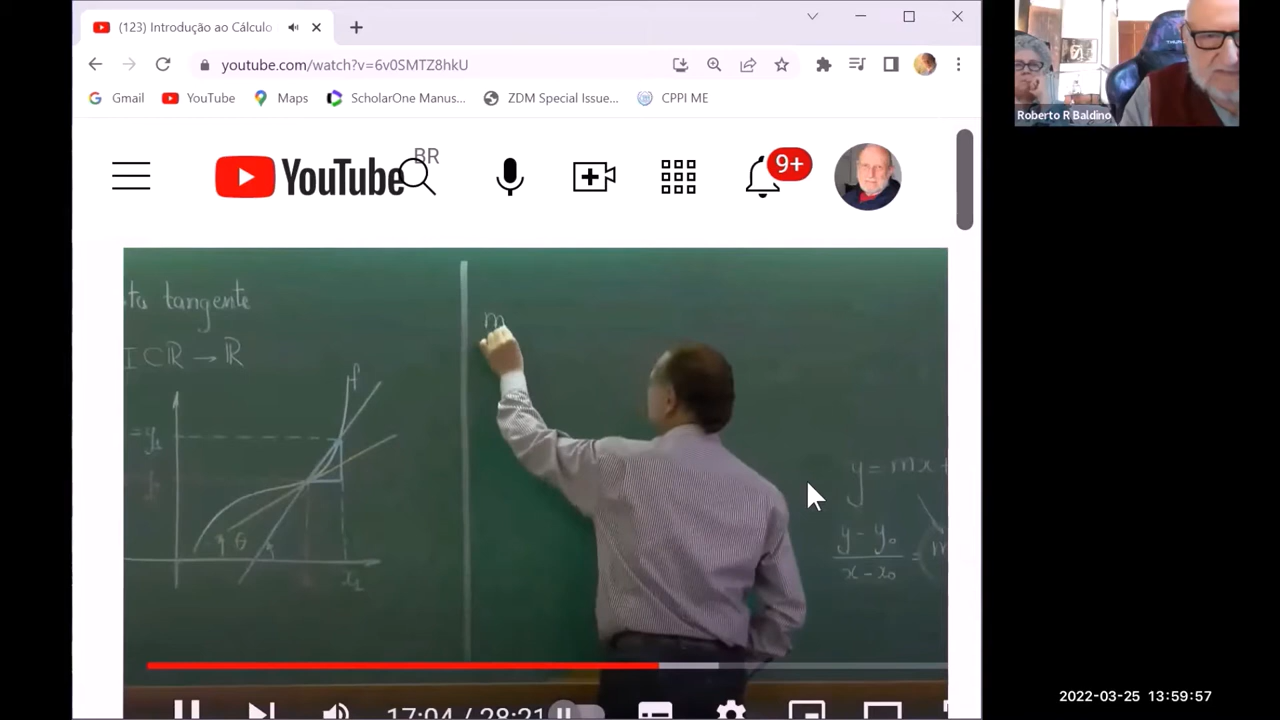 (123) Introdução ao Cálculo
youtube.com/watch?v=6v0SMTZ8hkU
Gmail
YouTube
Maps
ScholarOne Manus...
ZDM Special Issue...
CPPI ME
YouTube BR
9+
ta tangente
I ⊂ ℝ → ℝ
f
= y₁
θ
x₁
m
y = mx +
y - y₀
x - x₀
= (m
17:04 / 28:21
Roberto R Baldino
2022-03-25 13:59:57